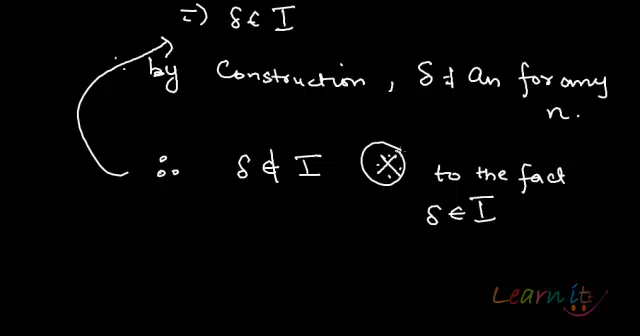 =) δ ∈ I
by Construction, δ ≠ an for any
n.
∴ δ ∉ I ※ to the fact
δ ∈ I
Learnit